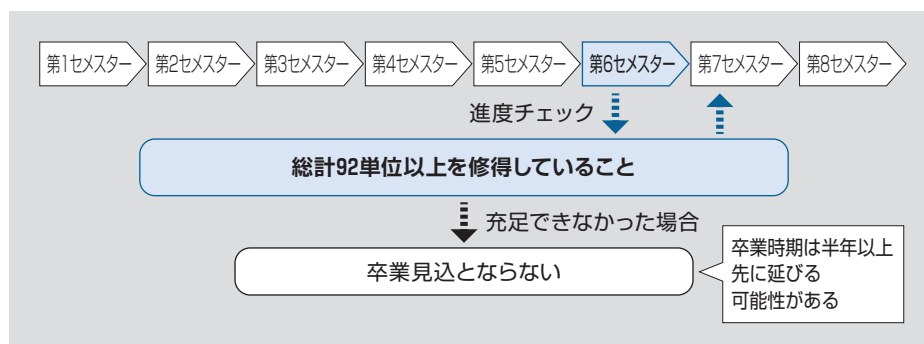 第1セメスター 第2セメスター 第3セメスター 第4セメスター 第5セメスター 第6セメスター 第7セメスター 第8セメスター
進度チェック
総計92単位以上を修得していること
充足できなかった場合
卒業見込とならない
卒業時期は半年以上
先に延びる
可能性がある